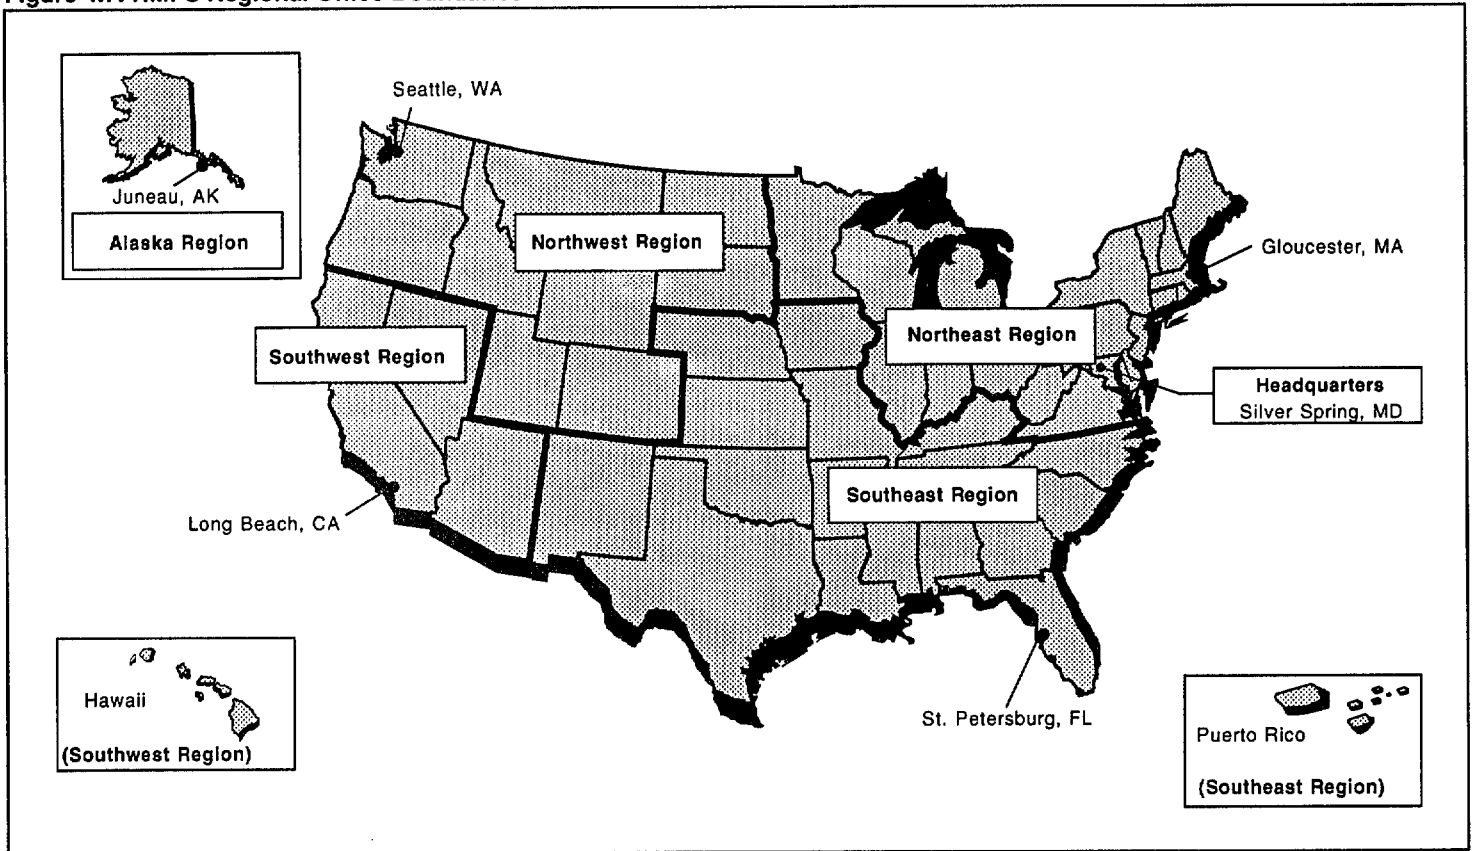 Seattle, WA
Juneau, AK
Alaska Region
Northwest Region
Gloucester, MA
Southwest Region
Northeast Region
Headquarters
Silver Spring, MD
Southeast Region
Long Beach, CA
Hawaii
(Southwest Region)
St. Petersburg, FL
Puerto Rico
(Southeast Region)